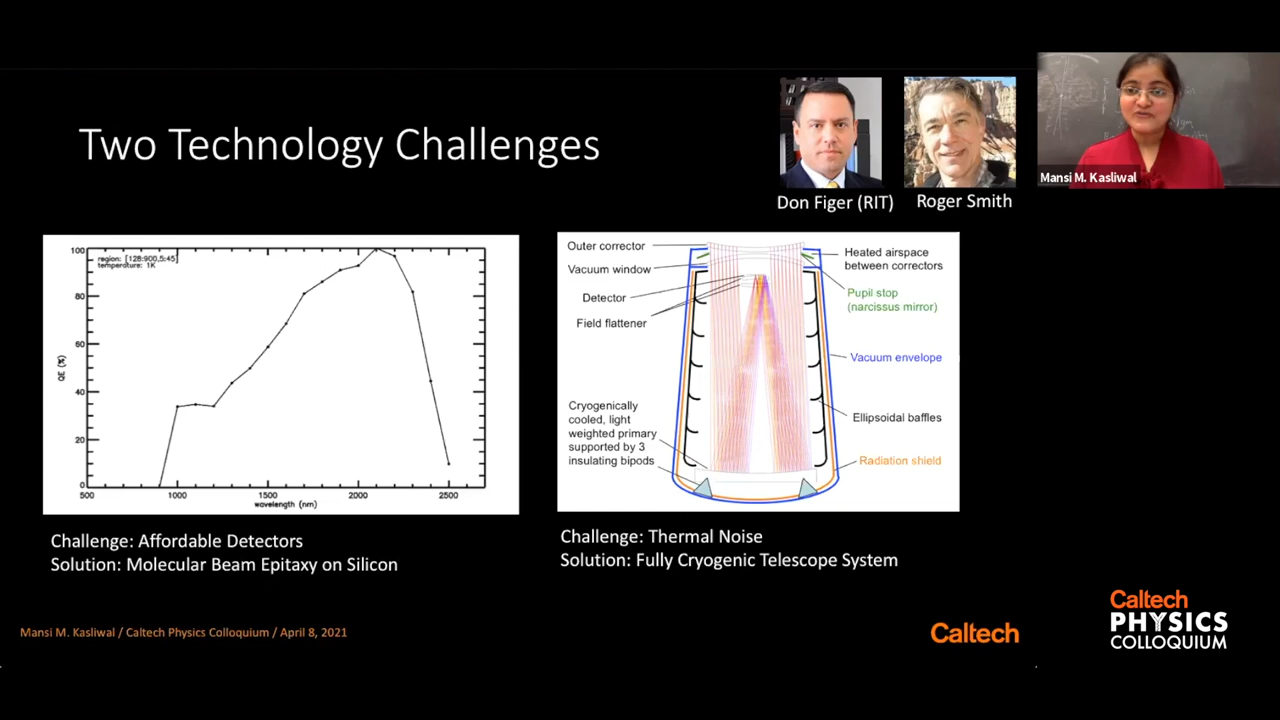 Two Technology Challenges
Don Figer (RIT)
Roger Smith
Mansi M. Kasliwal
region: [128:900,5:45]
temperature: 1K
100
80
60
40
20
0
QE (%)
500
1000
1500
2000
2500
wavelength (nm)
Outer corrector
Vacuum window
Detector
Field flattener
Cryogenically
cooled, light
weighted primary
supported by 3
insulating bipods
Heated airspace
between correctors
Pupil stop
(narcissus mirror)
Vacuum envelope
Ellipsoidal baffles
Radiation shield
Challenge: Affordable Detectors
Solution: Molecular Beam Epitaxy on Silicon
Challenge: Thermal Noise
Solution: Fully Cryogenic Telescope System
Mansi M. Kasliwal / Caltech Physics Colloquium / April 8, 2021
Caltech
Caltech
PHYSICS
COLLOQUIUM